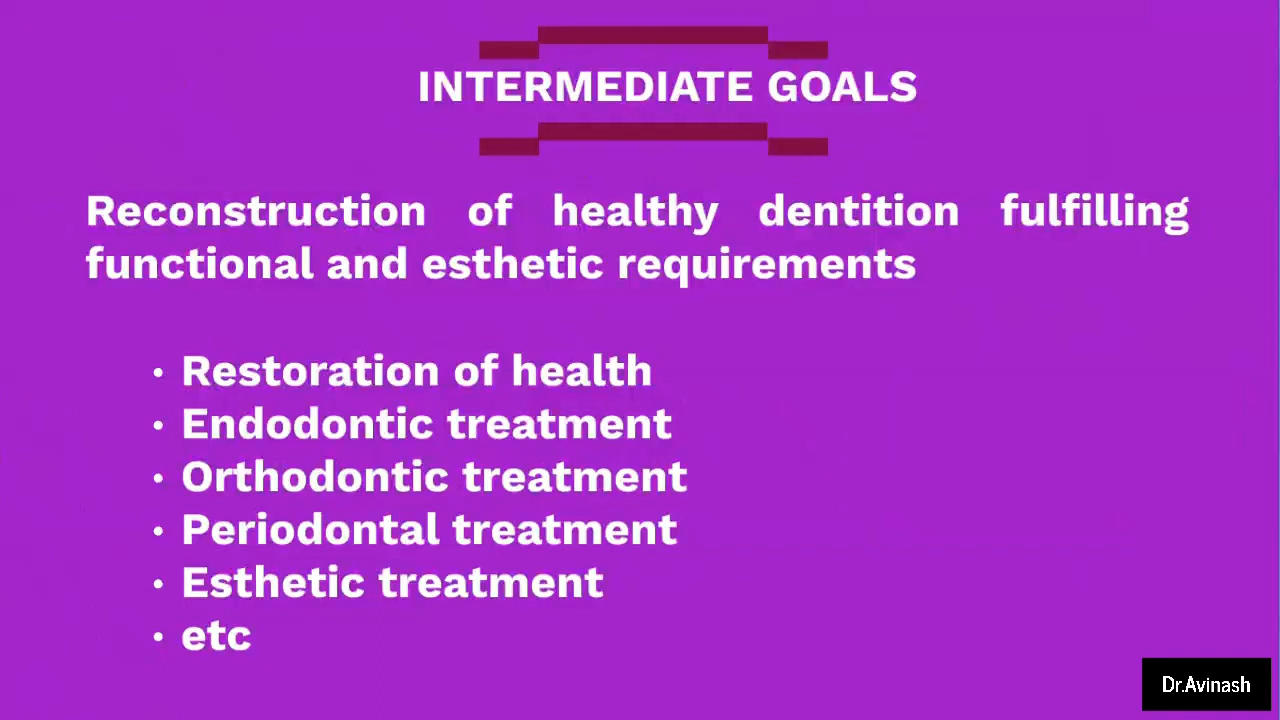 INTERMEDIATE GOALS
Reconstruction of healthy dentition fulfilling
functional and esthetic requirements
• Restoration of health
• Endodontic treatment
• Orthodontic treatment
• Periodontal treatment
• Esthetic treatment
• etc
Dr.Avinash